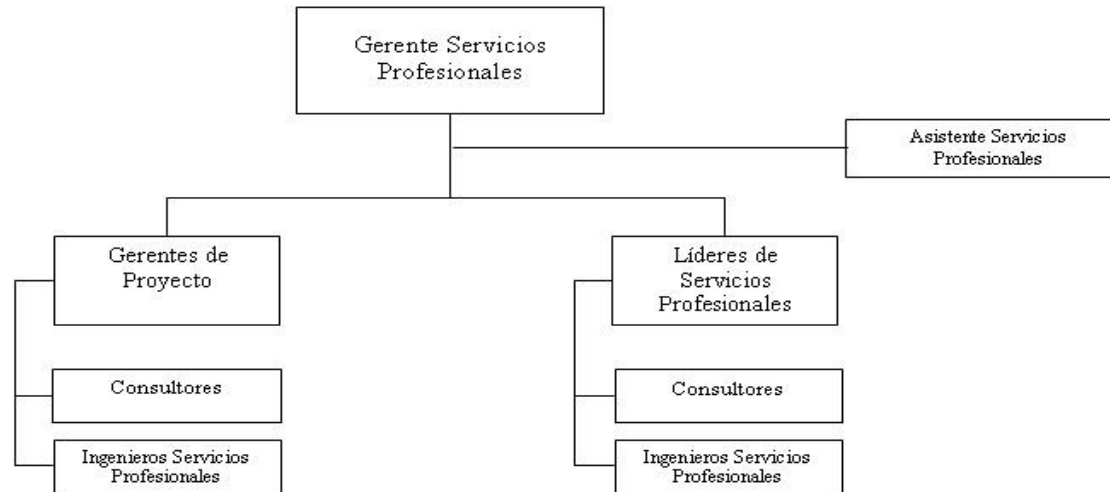 Gerente Servicios
Profesionales
Asistente Servicios
Profesionales
Gerentes de
Proyecto
Líderes de
Servicios
Profesionales
Consultores
Consultores
Ingenieros Servicios
Profesionales
Ingenieros Servicios
Profesionales